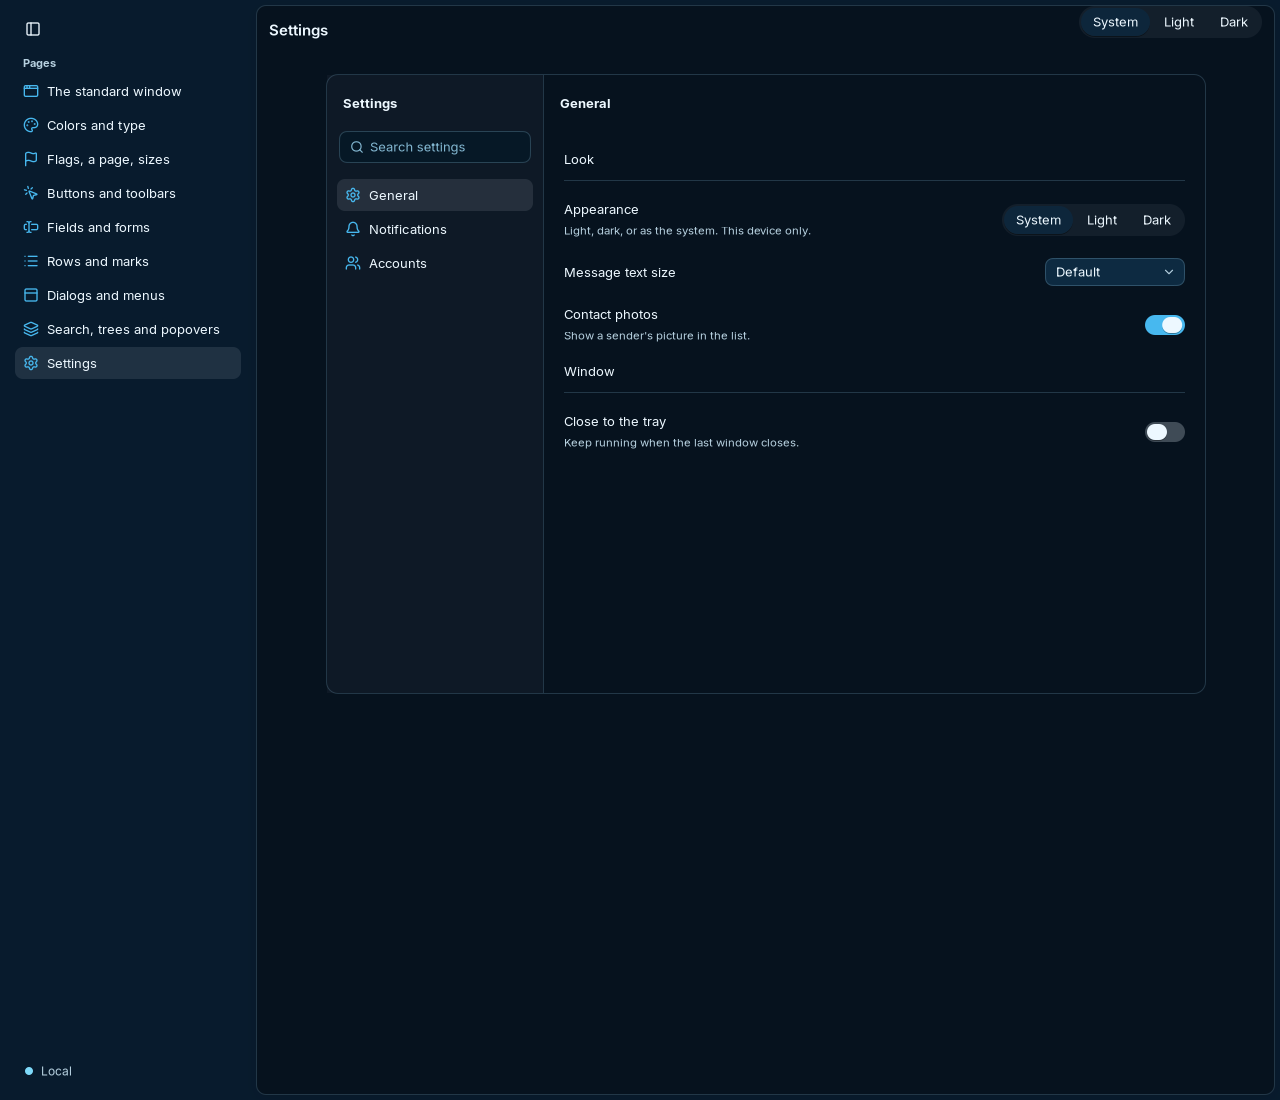 Pages
The standard window
Colors and type
Flags, a page, sizes
Buttons and toolbars
Fields and forms
Rows and marks
Dialogs and menus
Search, trees and popovers
Settings
Local
Settings
System Light Dark
Settings
Search settings
General
Notifications
Accounts
General
Look
Appearance
Light, dark, or as the system. This device only.
System Light Dark
Message text size
Default
Contact photos
Show a sender's picture in the list.
Window
Close to the tray
Keep running when the last window closes.